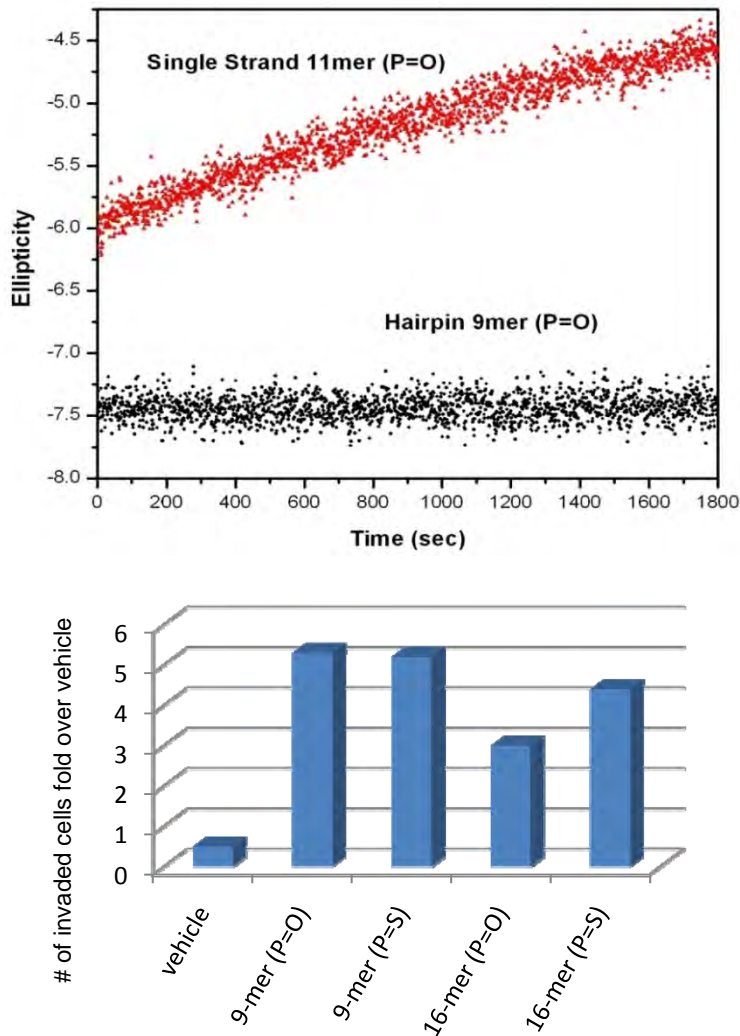 -4.5
Single Strand 11mer (P=O)
-5.0
-5.5
-6.0
Ellipticity
-6.5
Hairpin 9mer (P=O)
-7.0
-7.5
-8.0
0 200 400 600 800 1000 1200 1400 1600 1800
Time (sec)
# of invaded cells fold over vehicle
6
5
4
3
2
1
0
vehicle
9-mer (P=O)
9-mer (P=S)
16-mer (P=O)
16-mer (P=S)